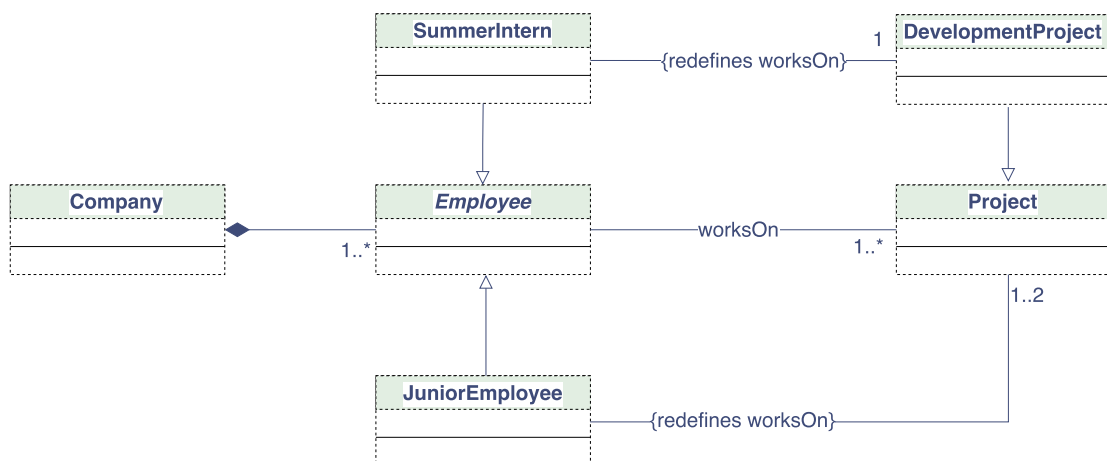 SummerIntern
1
DevelopmentProject
{redefines worksOn}
Company
Employee
Project
worksOn
1..*
1..*
1..2
JuniorEmployee
{redefines worksOn}